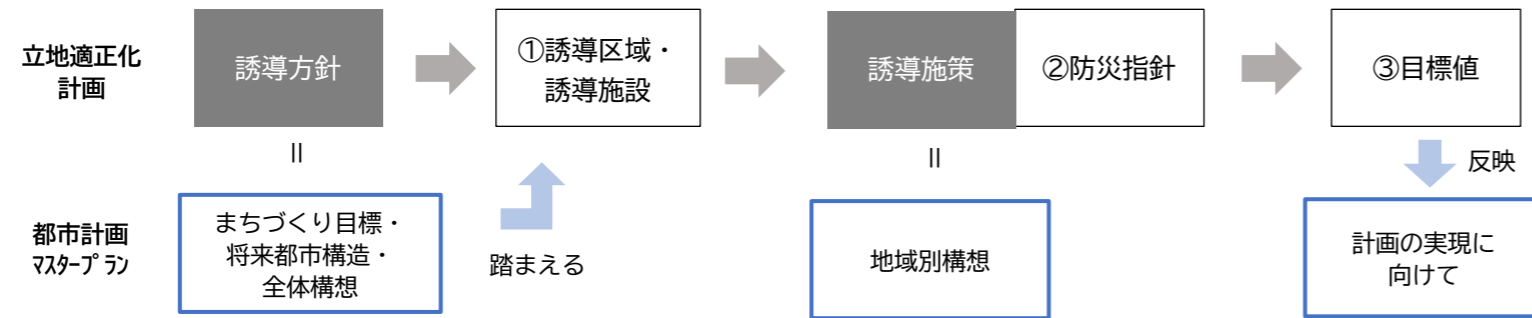 立地適正化
計画
誘導方針
①誘導区域・
誘導施設
誘導施策
②防災指針
③目標値
=
=
反映
都市計画
ﾏｽﾀｰﾌﾟﾗﾝ
まちづくり目標・
将来都市構造・
全体構想
踏まえる
地域別構想
計画の実現に
向けて